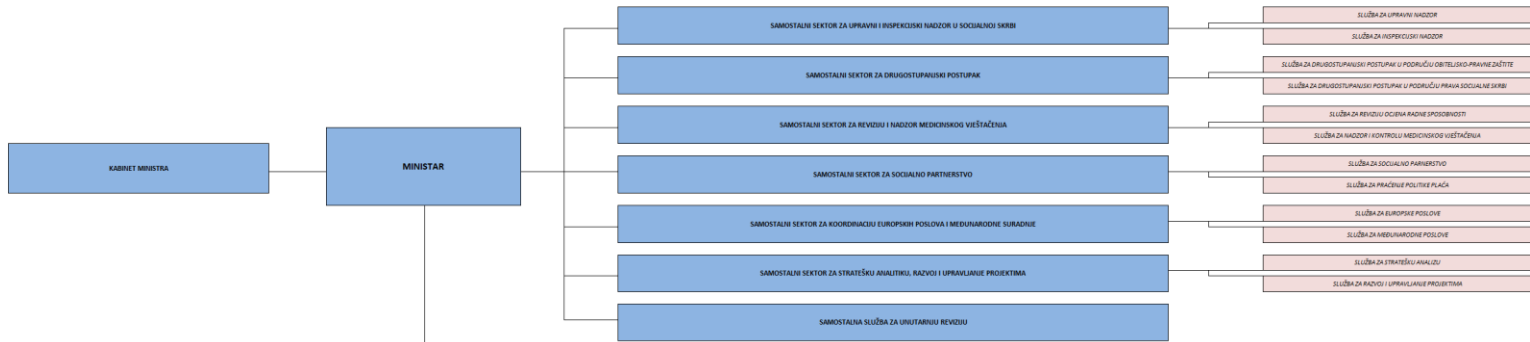 KABINET MINISTRA
MINISTAR
SAMOSTALNI SEKTOR ZA UPRAVNI I INSPEKCIJSKI NADZOR U SOCIJALNOJ SKRBI
SLUŽBA ZA UPRAVNI NADZOR
SLUŽBA ZA INSPEKCIJSKI NADZOR
SAMOSTALNI SEKTOR ZA DRUGOSTUPANJSKI POSTUPAK
SLUŽBA ZA DRUGOSTUPANJSKI POSTUPAK U PODRUČJU OBITELJSKO-PRAVNE ZAŠTITE
SLUŽBA ZA DRUGOSTUPANJSKI POSTUPAK U PODRUČJU PRAVA SOCIJALNE SKRBI
SAMOSTALNI SEKTOR ZA REVIZIJU I NADZOR MEDICINSKOG VJEŠTAČENJA
SLUŽBA ZA REVIZIJU OCJENA RADNE SPOSOBNOSTI
SLUŽBA ZA NADZOR I KONTROLU MEDICINSKOG VJEŠTAČENJA
SAMOSTALNI SEKTOR ZA SOCIJALNO PARTNERSTVO
SLUŽBA ZA SOCIJALNO PARNERSTVO
SLUŽBA ZA PRAĆENJE POLITIKE PLAĆA
SAMOSTALNI SEKTOR ZA KOORDINACIJU EUROPSKIH POSLOVA I MEĐUNARODNE SURADNJE
SLUŽBA ZA EUROPSKE POSLOVE
SLUŽBA ZA MEĐUNARODNE POSLOVE
SAMOSTALNI SEKTOR ZA STRATEŠKU ANALITIKU, RAZVOJ I UPRAVLJANJE PROJEKTIMA
SLUŽBA ZA STRATEŠKU ANALIZU
SLUŽBA ZA RAZVOJ I UPRAVLJANJE PROJEKTIMA
SAMOSTALNA SLUŽBA ZA UNUTARNJU REVIZIJU